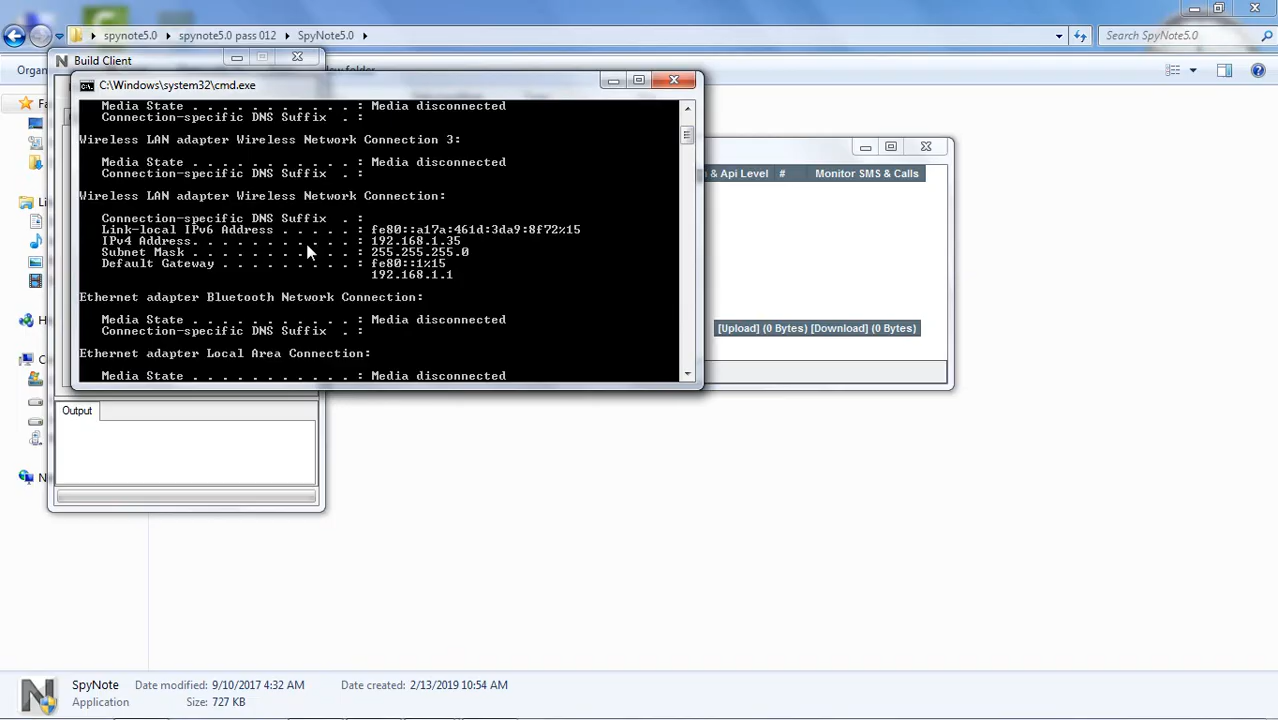 spynote5.0 spynote5.0 pass 012 SpyNote5.0 Search SpyNote5.0
Build Client
Organ
ew folder
C:\Windows\system32\cmd.exe
Media State . . . . . . . . . . . : Media disconnected
Connection-specific DNS Suffix . :
Wireless LAN adapter Wireless Network Connection 3:
Media State . . . . . . . . . . . : Media disconnected
Connection-specific DNS Suffix . :
Wireless LAN adapter Wireless Network Connection:
Connection-specific DNS Suffix . :
Link-local IPv6 Address . . . . . : fe80::a17a:461d:3da9:8f72%15
IPv4 Address. . . . . . . . . . . : 192.168.1.35
Subnet Mask . . . . . . . . . . . : 255.255.255.0
Default Gateway . . . . . . . . . : fe80::1%15
192.168.1.1
Ethernet adapter Bluetooth Network Connection:
Media State . . . . . . . . . . . : Media disconnected
Connection-specific DNS Suffix . :
Ethernet adapter Local Area Connection:
Media State . . . . . . . . . . . : Media disconnected
& Api Level # Monitor SMS & Calls
[Upload] (0 Bytes) [Download] (0 Bytes)
Fa
Li
H
C
N
Output
SpyNote Date modified: 9/10/2017 4:32 AM Date created: 2/13/2019 10:54 AM
Application Size: 727 KB